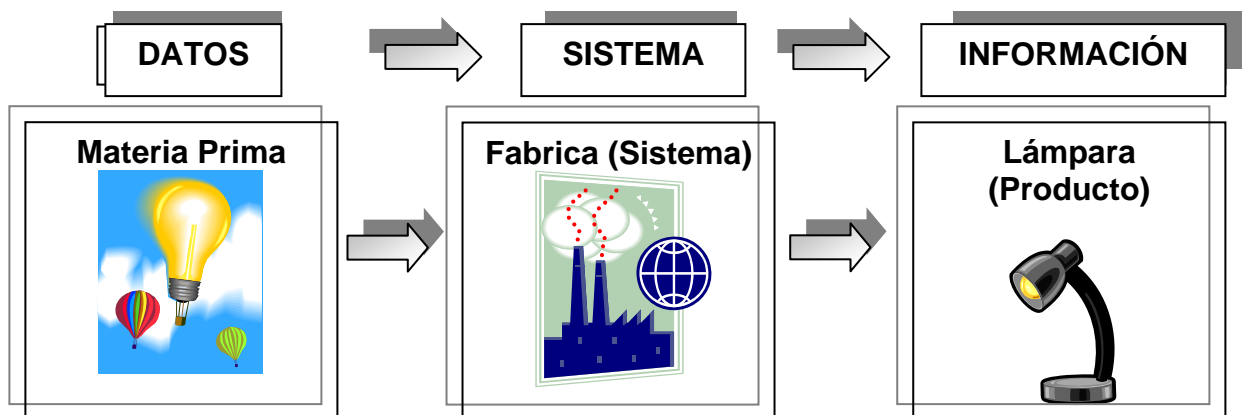 DATOS
SISTEMA
INFORMACIÓN
Materia Prima
Fabrica (Sistema)
Lámpara
(Producto)